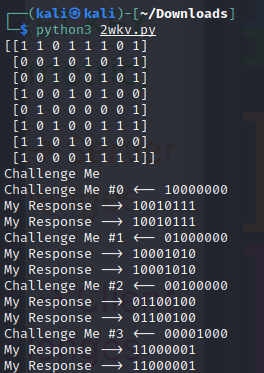 ┌──(kali㉿kali)-[~/Downloads]
└─$ python3 2wkv.py
[[1 1 0 1 1 1 0 1]
 [0 0 1 0 1 0 1 0]
 [1 0 1 1 0 0 0 1]
 [1 0 0 1 0 1 0 0]
 [1 0 0 0 0 0 0 1]
 [0 1 0 0 0 1 1 1]
 [1 1 0 1 0 1 0 0]
 [1 0 0 0 1 1 1 1]]
Challenge Me
Challenge Me #0 <-- 10000000
My Response --> 10010111
My Response --> 10010111
Challenge Me #1 <-- 01000000
My Response --> 10001010
My Response --> 10001010
Challenge Me #2 <-- 00100000
My Response --> 01100100
My Response --> 01100100
Challenge Me #3 <-- 00001000
My Response --> 11000001
My Response --> 11000001